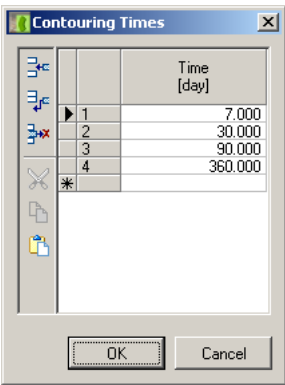 Contouring Times
Time
[day]
1 7.000
2 30.000
3 90.000
4 360.000
OK Cancel